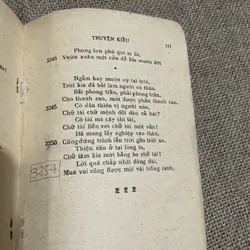 TRUYỆN KIỀU
111
Phong lưu phú quí ai bì,
3240 Vườn xuân một cửa để bia muôn đời
Ngẫm hay muôn sự tại trời,
Trời kia đã bắt làm người có thân.
Bắt phong trần, phải phong trần,
Cho thanh cao, mới được phần thanh cao.
3245 Có đâu thiên vị người nào,
Chữ tài chữ mệnh dồi dào cả hai?
Có tài mà cậy chi tài,
Chữ tài liền với chữ tai một vần!
Đã mang lấy nghiệp vào thân,
3250 Cũng đừng trách lẫn trời gần trời xa.
Thiện căn ở tại lòng ta,
Chữ tâm kia mới bằng ba chữ tài!
Lời quê chắp nhặt dông dài,
3254 Mua vui cũng được một vài trống canh.